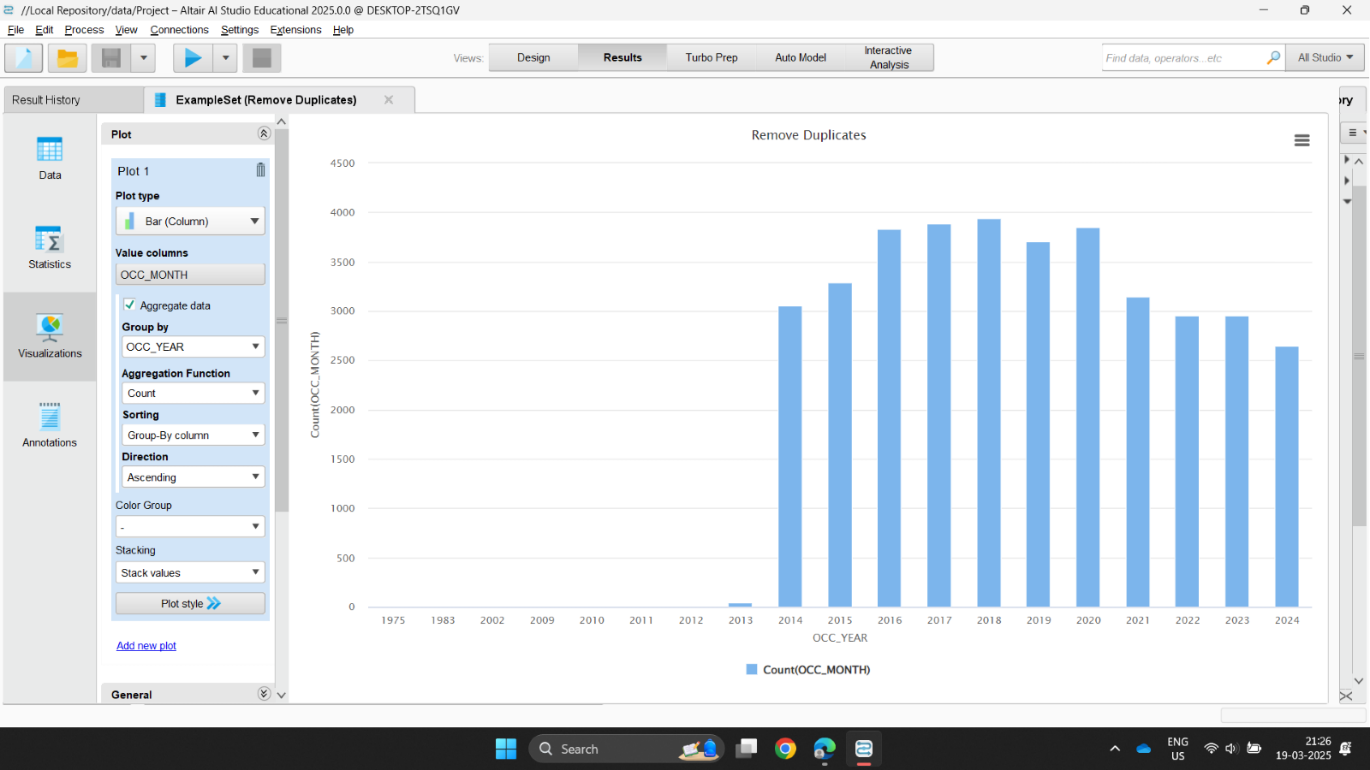 //Local Repository/data/Project – Altair AI Studio Educational 2025.0.0 @ DESKTOP-2TSQ1GV
File Edit Process View Connections Settings Extensions Help
Views: Design Results Turbo Prep Auto Model Interactive Analysis
Find data, operators...etc
All Studio
Result History
ExampleSet (Remove Duplicates)
ory
Data
Statistics
Visualizations
Annotations
Plot
Plot 1
Plot type
Bar (Column)
Value columns
OCC_MONTH
Aggregate data
Group by
OCC_YEAR
Aggregation Function
Count
Sorting
Group-By column
Direction
Ascending
Color Group
-
Stacking
Stack values
Plot style
Add new plot
General
Remove Duplicates
4500
4000
3500
3000
2500
2000
1500
1000
500
0
Count(OCC_MONTH)
1975 1983 2002 2009 2010 2011 2012 2013 2014 2015 2016 2017 2018 2019 2020 2021 2022 2023 2024
OCC_YEAR
Count(OCC_MONTH)
Search
ENG
US
21:26
19-03-2025